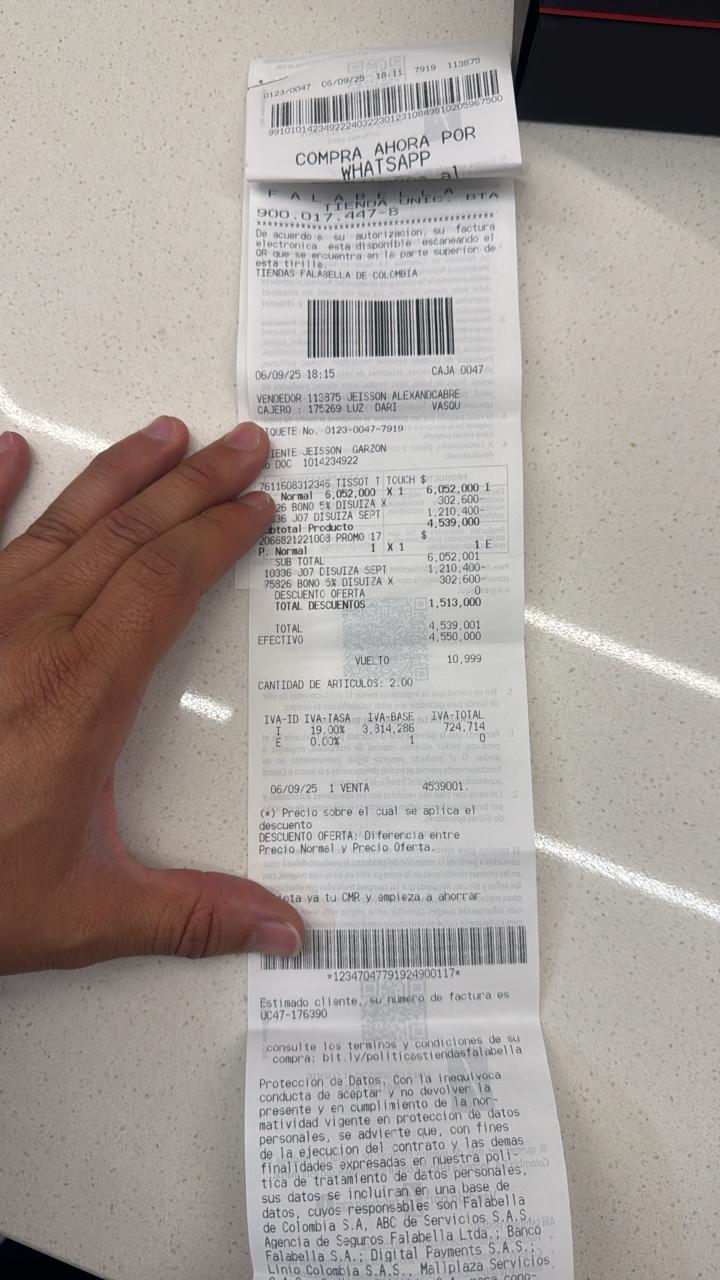 0123/0047 06/09/25 18:11 7919 113875
COMPRA AHORA POR
WHATSAPP
al
F A L A B E L L A
TIENDA UNIC. BTA
900.017.447-8
**************************************
De acuerdo a su autorizacion, su factura
electronica esta disponible escaneando el
QR que se encuentra en la parte superior de
esta tirilla.
TIENDAS FALABELLA DE COLOMBIA
06/09/25 18:15 CAJA 0047
VENDEDOR 113875 JEISSON ALEXANDCABRE
CAJERO : 175269 LUZ DARI VASQU
QUETE No. 0123-0047-7919
IENTE JEISSON GARZON
DOC 1014234922
7611608312346 TISSOT T TOUCH $
Normal 6,052,000 X 1 6,052,000 I
26 BONO 5% DISUIZA X 302,600-
36 J07 DISUIZA SEPT 1,210,400-
btotal Producto 4,539,000
2066821221008 PROMO 17 $
P. Normal 1 X 1 1 E
SUB TOTAL 6,052,001
10336 J07 DISUIZA SEPT 1,210,400-
75826 BONO 5% DISUIZA X 302,600-
DESCUENTO OFERTA 0
TOTAL DESCUENTOS 1,513,000
TOTAL 4,539,001
EFECTIVO 4,550,000
VUELTO 10,999
CANTIDAD DE ARTICULOS: 2.00
IVA-ID IVA-TASA IVA-BASE IVA-TOTAL
I 19.00% 3,814,286 724,714
E 0.00% 1 0
06/09/25 1 VENTA 4539001.
(*) Precio sobre el cual se aplica el
descuento
DESCUENTO OFERTA: Diferencia entre
Precio Normal y Precio Oferta.
ya tu CMR y empieza a ahorrar
*12347047791924900117*
Estimado cliente, su numero de factura es
UC47-176390
consulte los terminos y condiciones de su
compra: bit.ly/politicastiendasfalabella
Proteccion de Datos. Con la inequivoca
conducta de aceptar y no devolver la
presente y en cumplimiento de la nor-
matividad vigente en proteccion de datos
personales, se advierte que, con fines
de la ejecucion del contrato y las demas
finalidades expresadas en nuestra poli-
tica de tratamiento de datos personales,
sus datos se incluiran en una base de
datos, cuyos responsables son Falabella
de Colombia S.A, ABC de Servicios S.A.S,
Agencia de Seguros Falabella Ltda.; Banco
Falabella S.A.; Digital Payments S.A.S.;
Linio Colombia S.A.S., Mallplaza Servicios